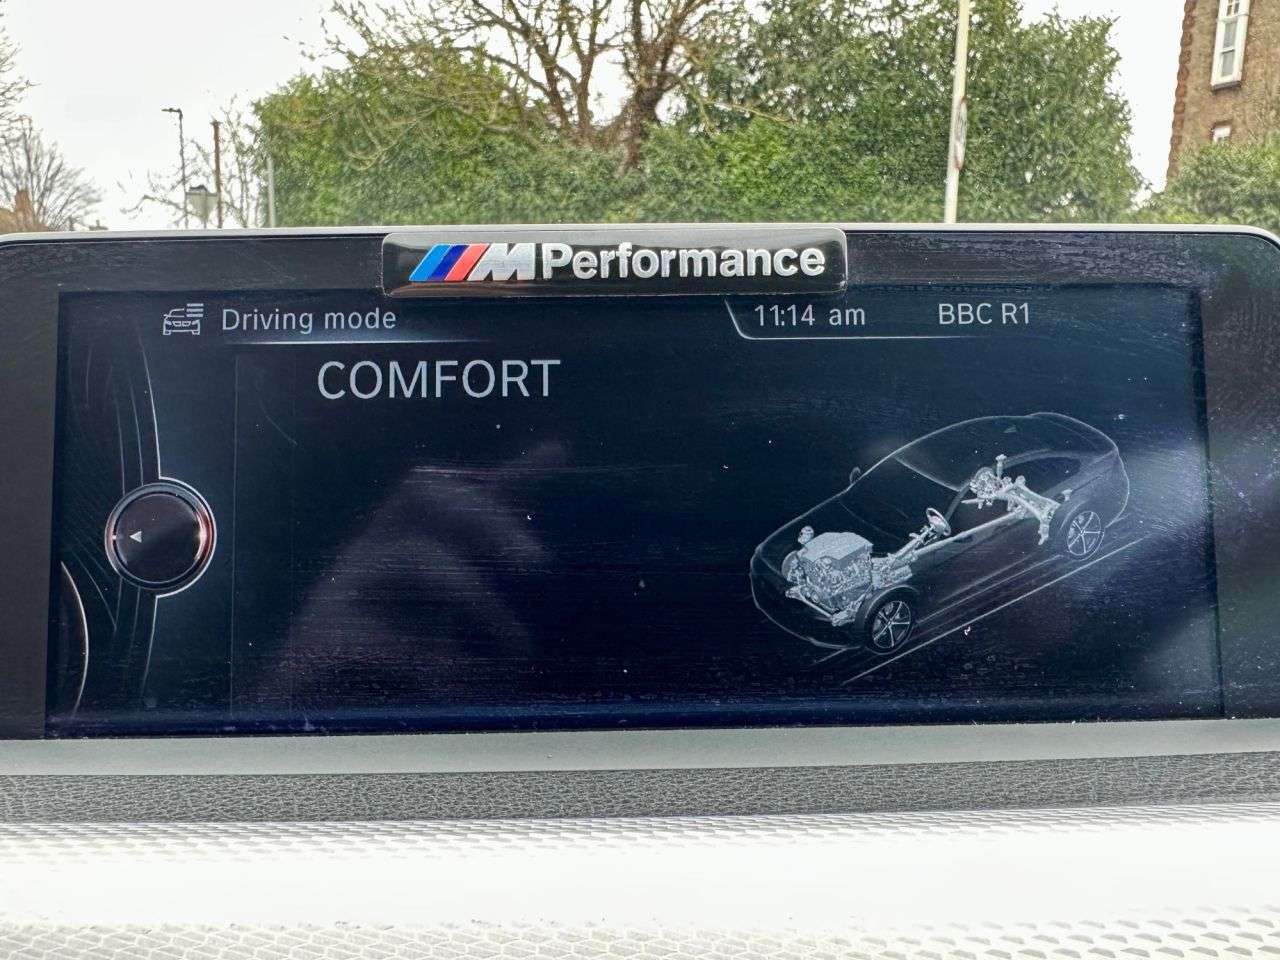 M Performance
Driving mode
11:14 am
BBC R1
COMFORT